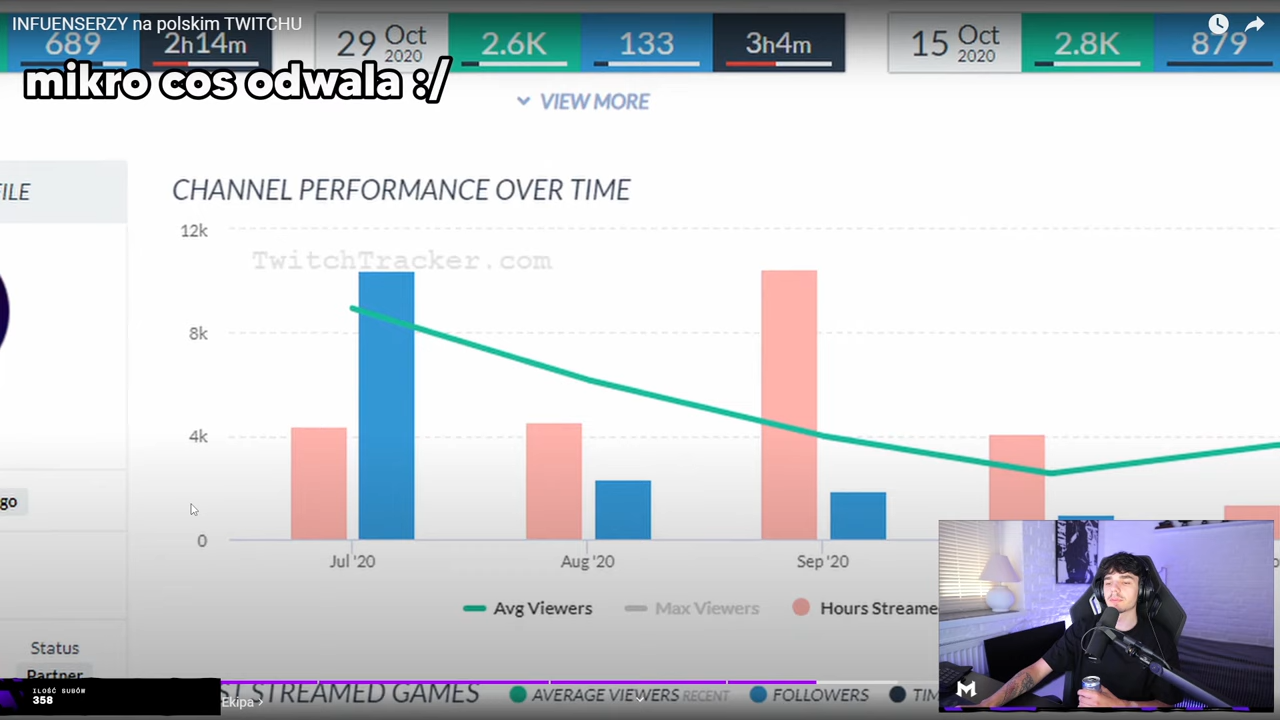 INFUENSERZY na polskim TWITCHU
689 2h14m 29 Oct 2020 2.6K 133 3h4m 15 Oct 2020 2.8K 879
mikro cos odwala :/
VIEW MORE
FILE
CHANNEL PERFORMANCE OVER TIME
12k
TwitchTracker.com
8k
4k
go
0
Jul '20 Aug '20 Sep '20
Avg Viewers Max Viewers Hours Streame
Status
Partner
ILOŚĆ SUBÓW
358
Ekipa >
ST STREAMED GAMES AVERAGE VIEWERS RECENT FOLLOWERS TIM
M